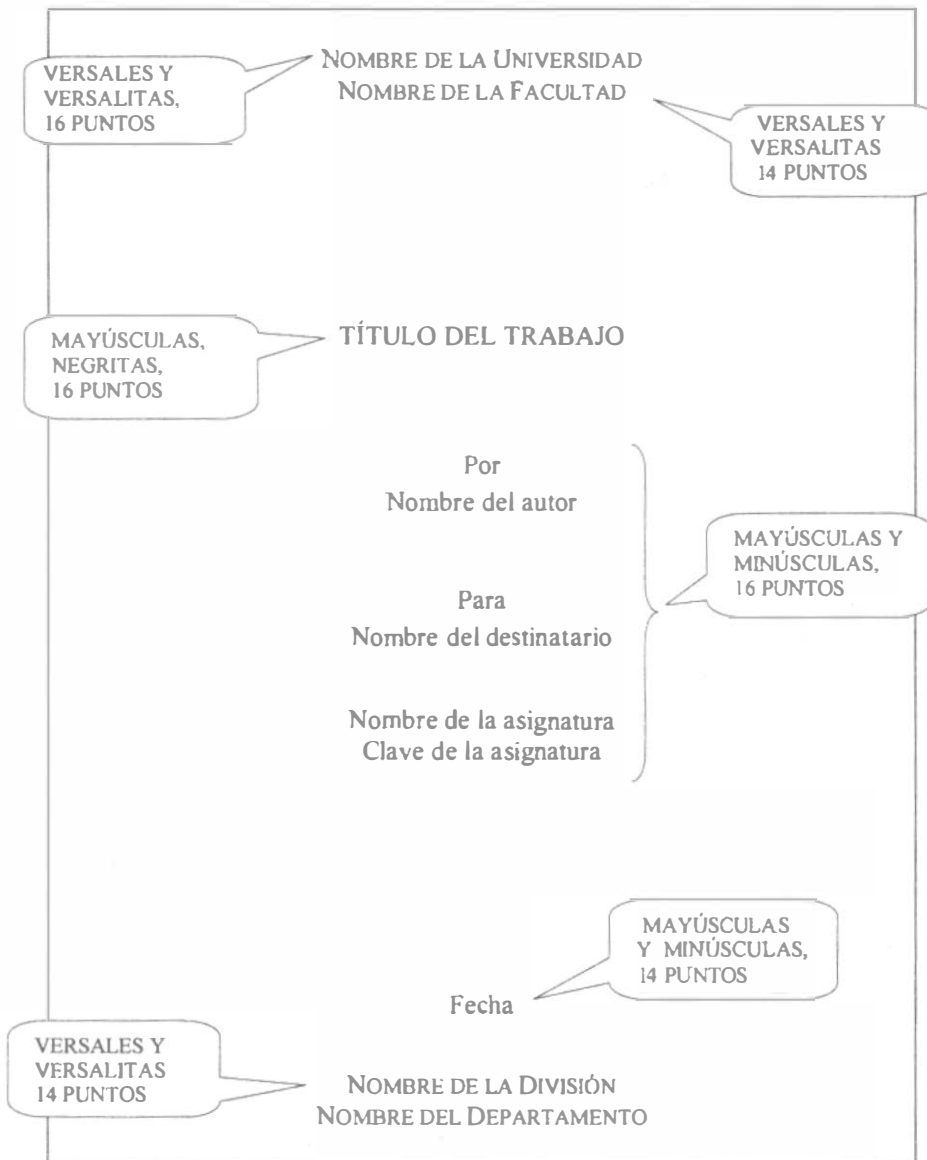 NOMBRE DE LA UNIVERSIDAD
NOMBRE DE LA FACULTAD
VERSALES Y
VERSALITAS,
16 PUNTOS
VERSALES Y
VERSALITAS
14 PUNTOS
MAYÚSCULAS,
NEGRITAS,
16 PUNTOS
TÍTULO DEL TRABAJO
Por
Nombre del autor
MAYÚSCULAS Y
MINÚSCULAS,
16 PUNTOS
Para
Nombre del destinatario
Nombre de la asignatura
Clave de la asignatura
MAYÚSCULAS
Y MINÚSCULAS,
14 PUNTOS
Fecha
VERSALES Y
VERSALITAS
14 PUNTOS
NOMBRE DE LA DIVISIÓN
NOMBRE DEL DEPARTAMENTO